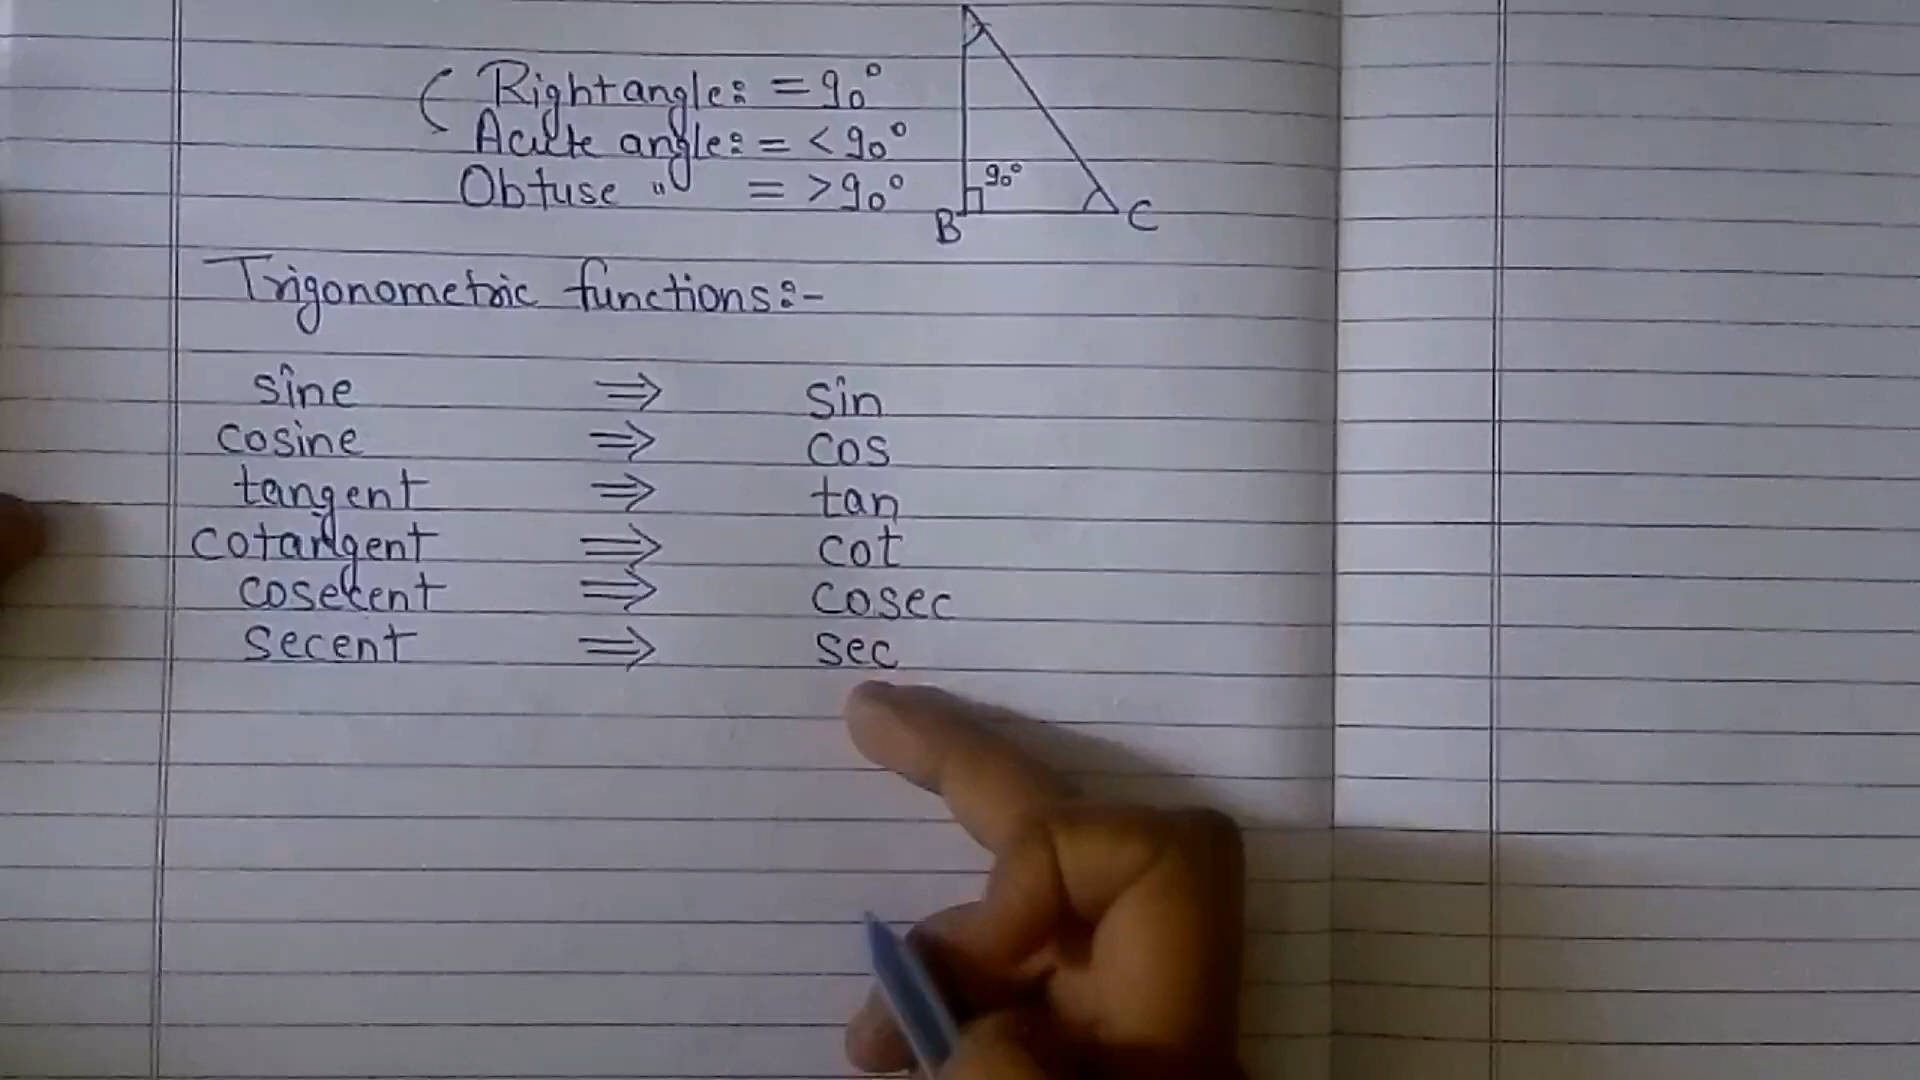 Right angle: = 90°
Acute angle: = < 90°
Obtuse " = > 90°
90°
B C
Trigonometric functions:-
sine ⇒ sin
cosine ⇒ cos
tangent ⇒ tan
cotangent ⇒ cot
cosecent ⇒ cosec
secent ⇒ sec